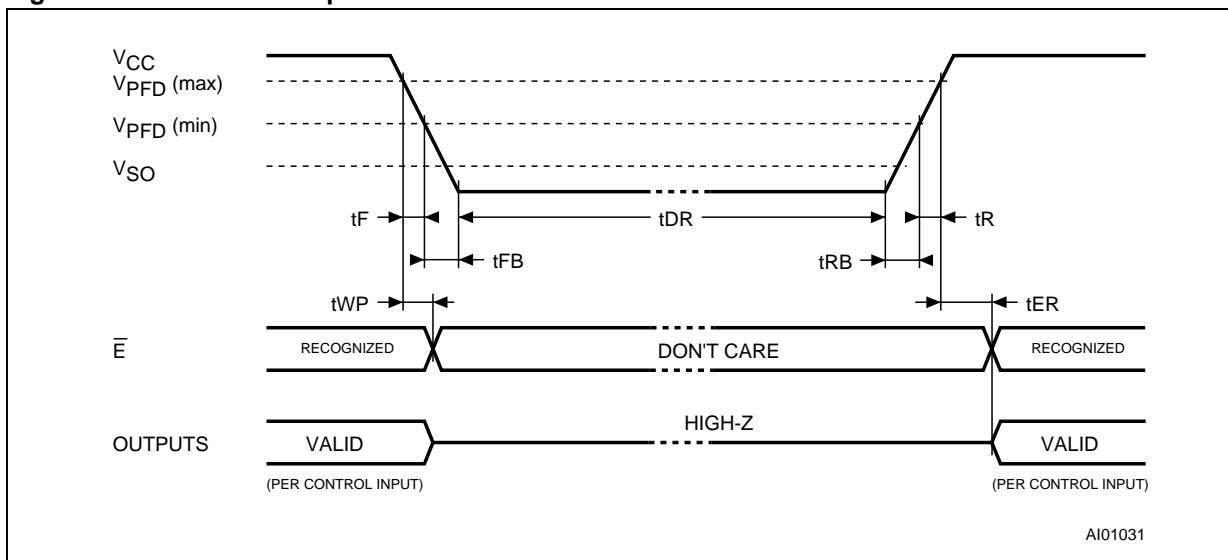 VCC
VPFD (max)
VPFD (min)
VSO
tF
tDR
tR
tFB
tRB
tWP
tER
E
RECOGNIZED
DON'T CARE
RECOGNIZED
HIGH-Z
OUTPUTS
VALID
VALID
(PER CONTROL INPUT)
(PER CONTROL INPUT)
AI01031